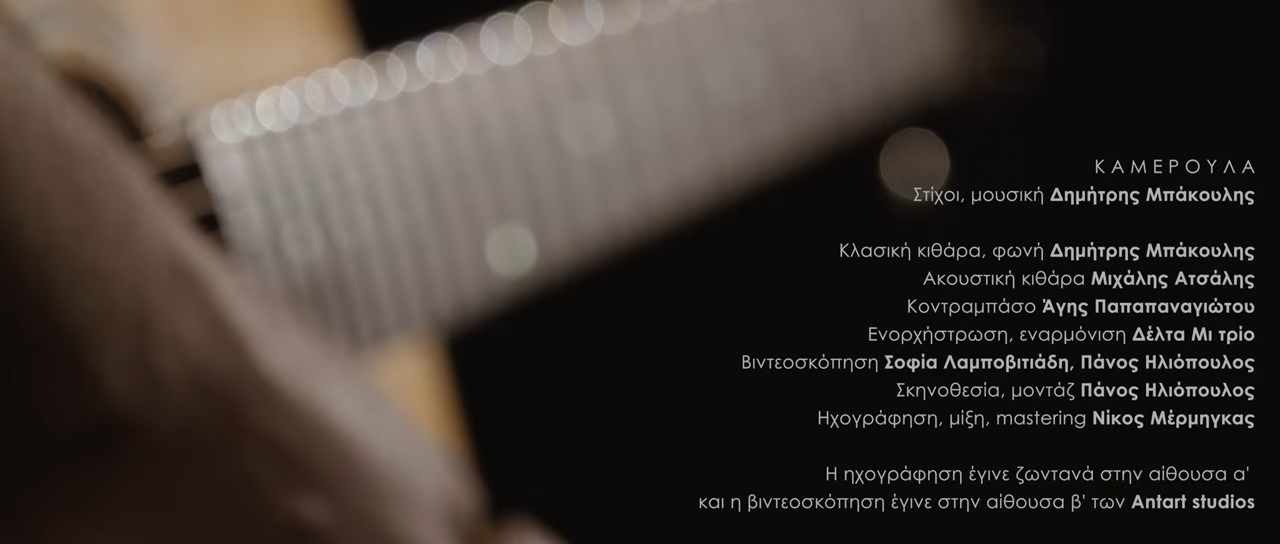 ΚΑΜΕΡΟΥΛΑ
Στίχοι, μουσική Δημήτρης Μπάκουλης
Κλασική κιθάρα, φωνή Δημήτρης Μπάκουλης
Ακουστική κιθάρα Μιχάλης Ατσάλης
Κοντραμπάσο Άγης Παπαπαναγιώτου
Ενορχήστρωση, εναρμόνιση Δέλτα Μι τρίο
Βιντεοσκόπηση Σοφία Λαμποβιτιάδη, Πάνος Ηλιόπουλος
Σκηνοθεσία, μοντάζ Πάνος Ηλιόπουλος
Ηχογράφηση, μίξη, mastering Νίκος Μέρμηγκας
Η ηχογράφηση έγινε ζωντανά στην αίθουσα α'
και η βιντεοσκόπηση έγινε στην αίθουσα β' των Antart studios